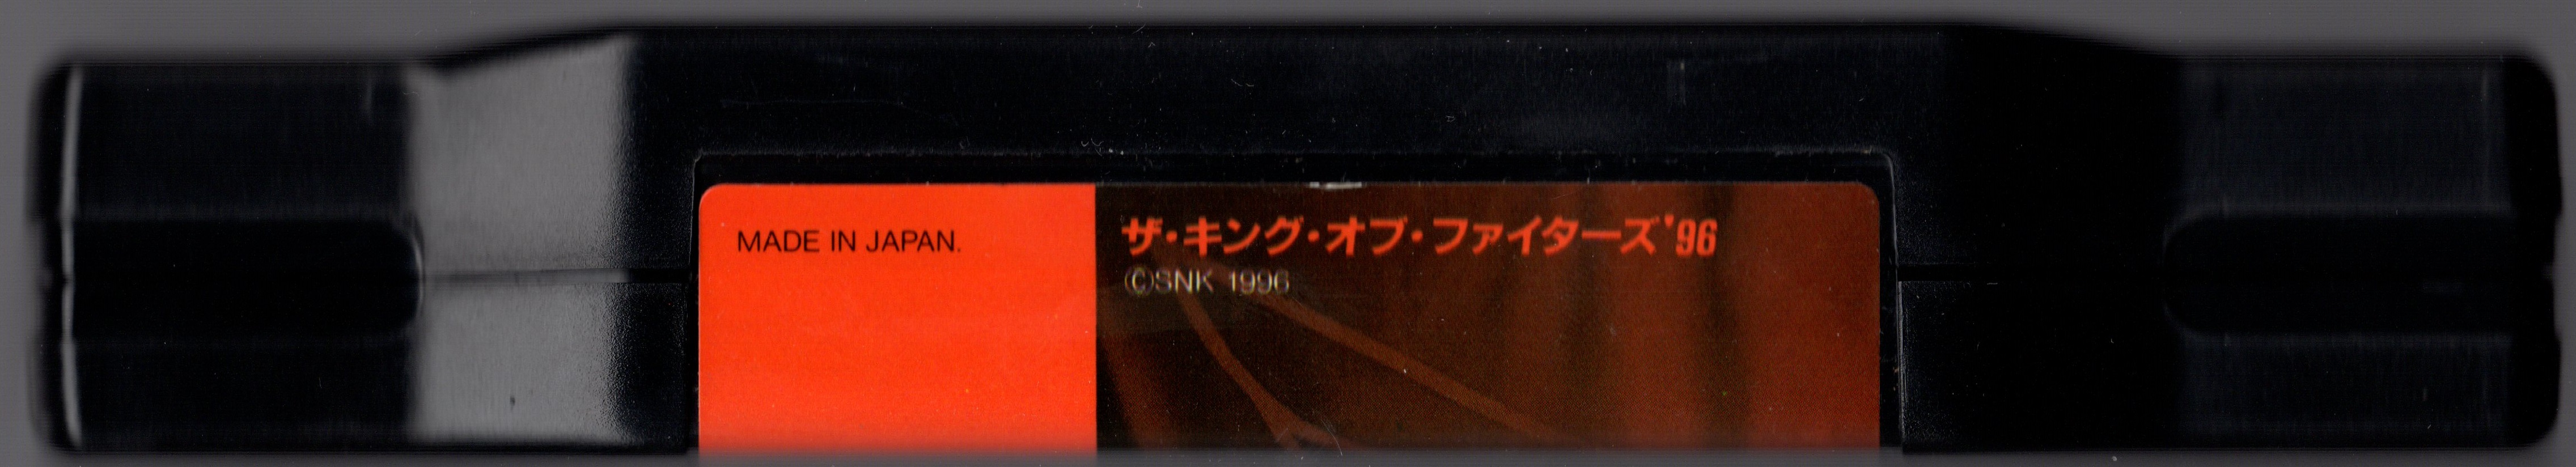 MADE IN JAPAN.
ザ・キング・オブ・ファイターズ'96
©SNK 1996